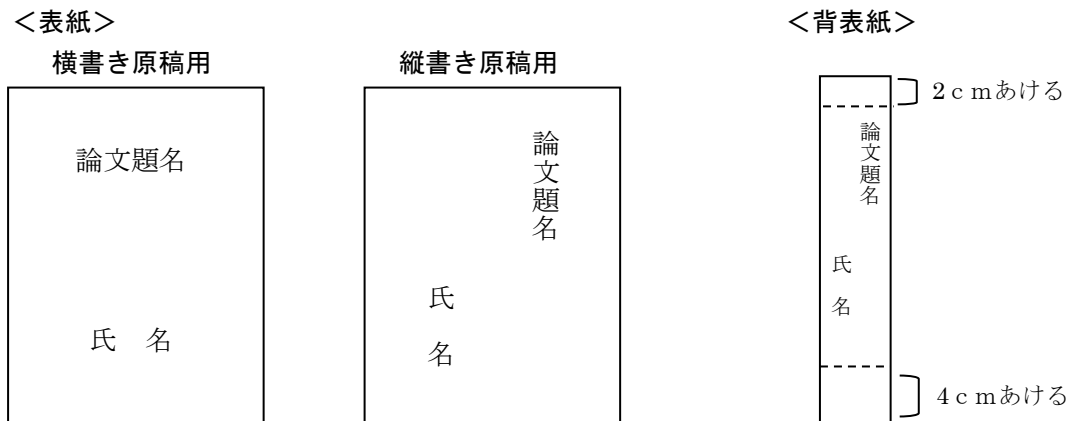 ＜表紙＞
横書き原稿用
論文題名
氏　名
縦書き原稿用
論文題名
氏　名
＜背表紙＞
2ｃｍあける
論文題名
氏　名
4ｃｍあける